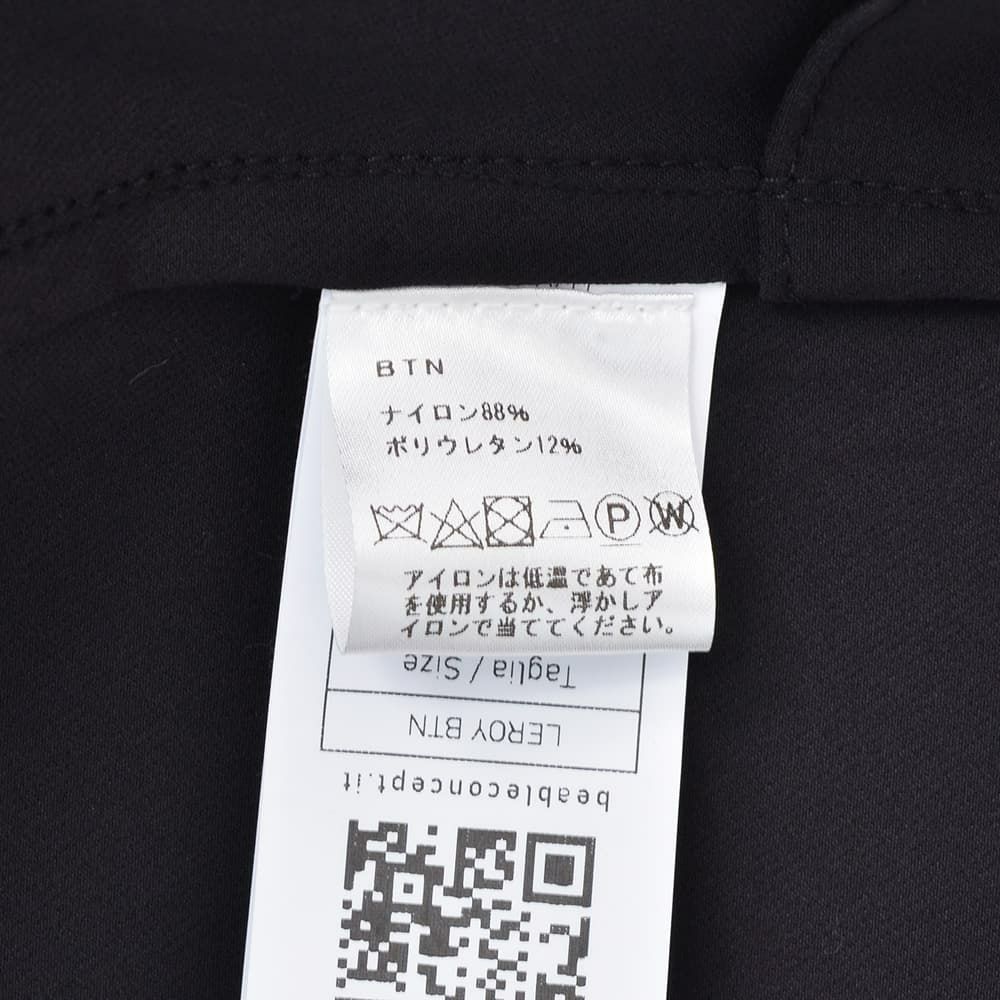 BTN
ナイロン88%
ポリウレタン12%
P W
アイロンは低温であて布
を使用するか、浮かしア
イロンで当ててください。
Taglia / Size
LEROY BTN
beableconcept.it